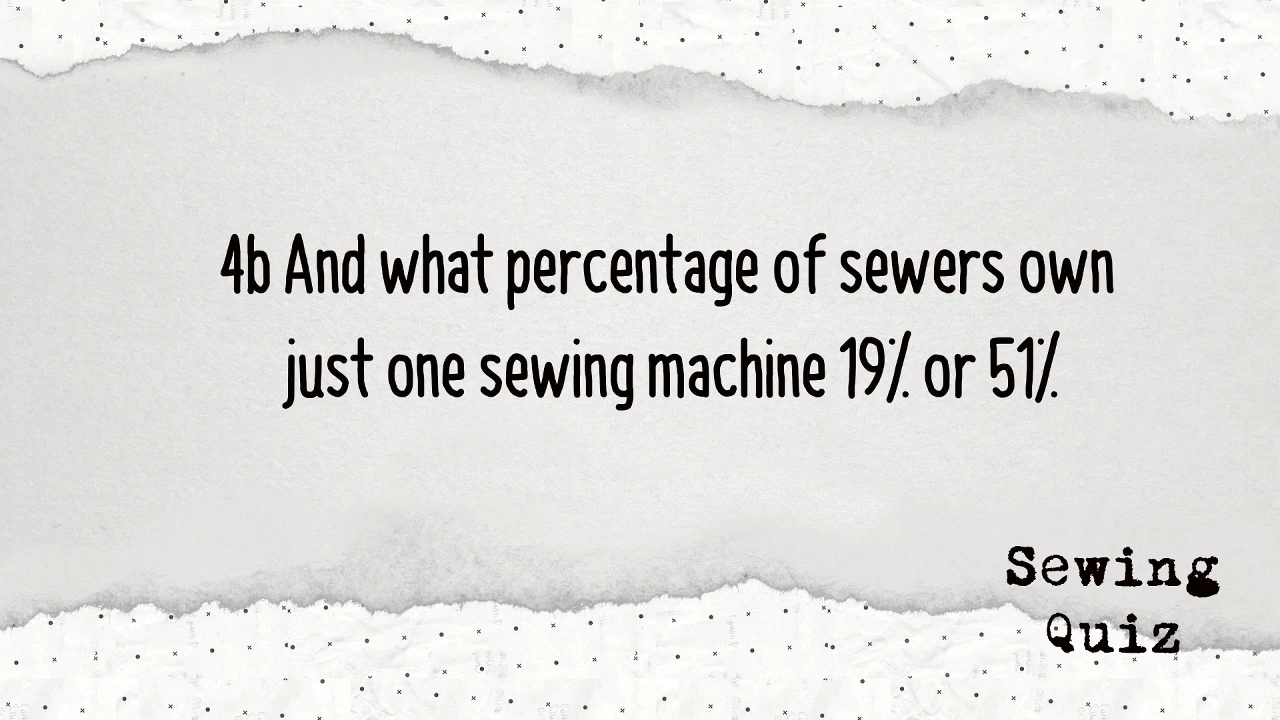 4b And what percentage of sewers own
just one sewing machine 19% or 51%
Sewing
Quiz